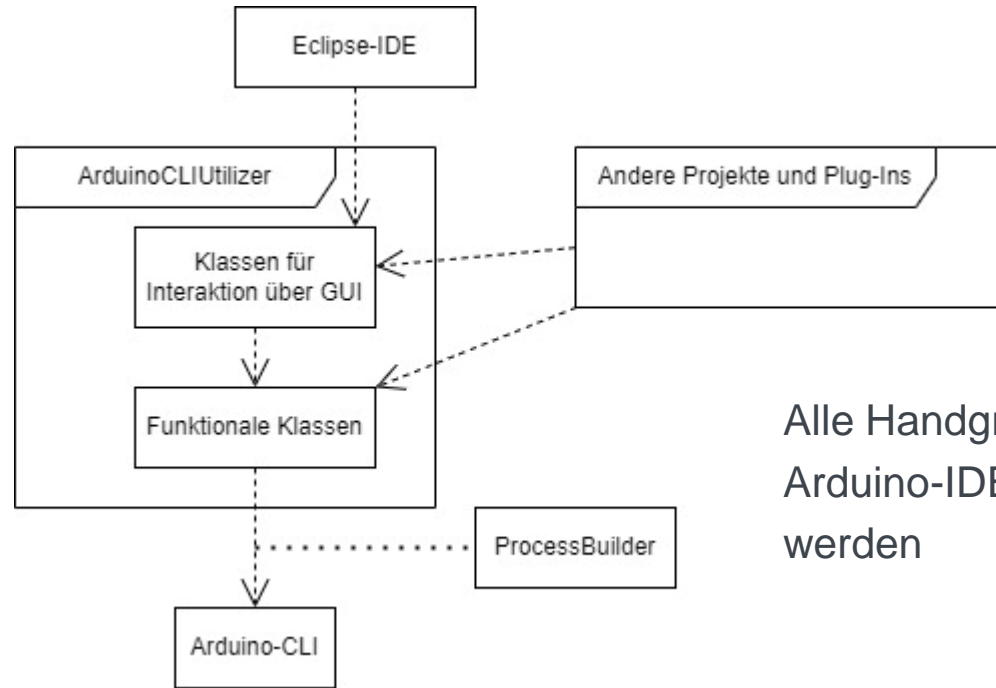 Eclipse-IDE
ArduinoCLIUtilizer
Andere Projekte und Plug-Ins
Klassen für
Interaktion über GUI
Funktionale Klassen
ProcessBuilder
Arduino-CLI
Alle
werden